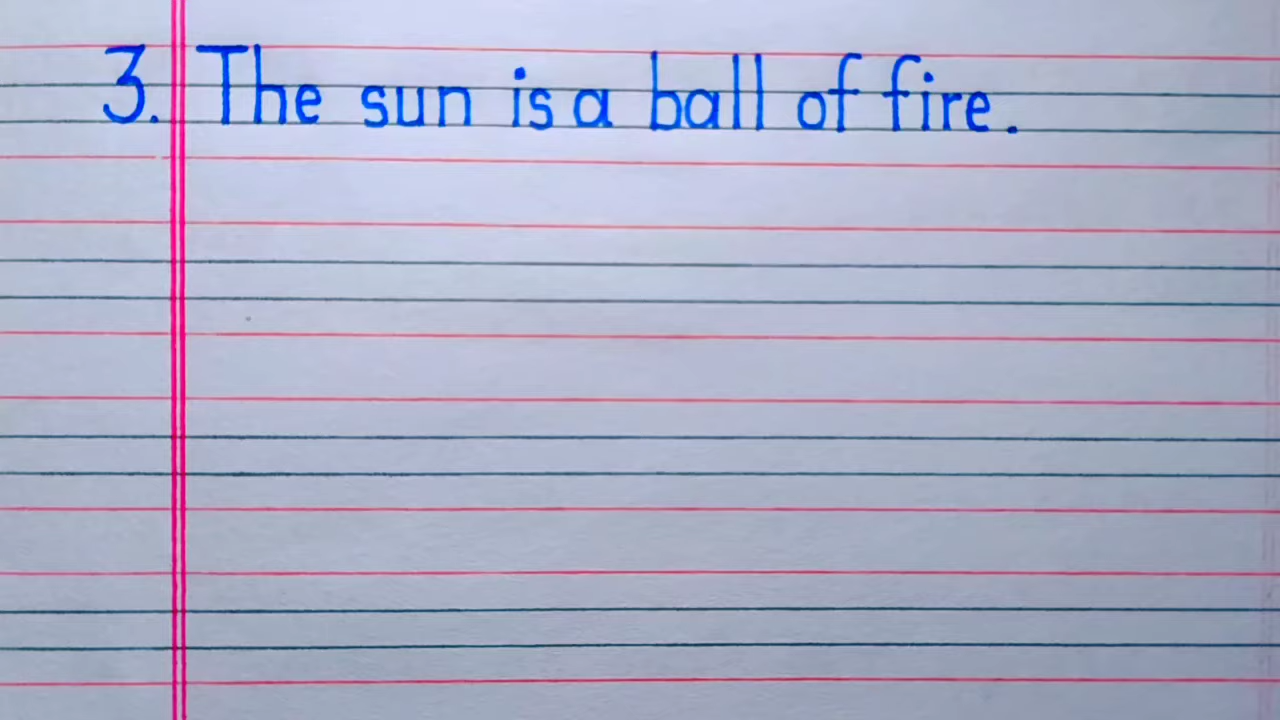 3. The sun is a ball of fire.